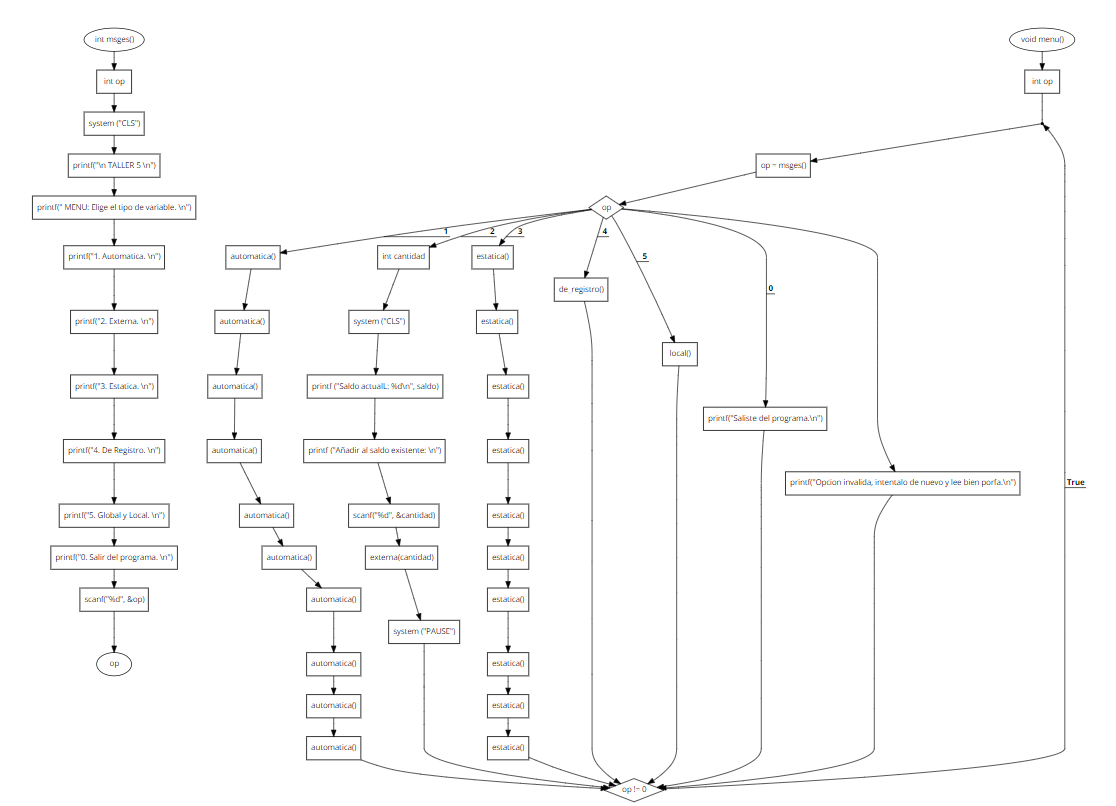 int msges()
int op
system ("CLS")
printf("\n TALLER 5 \n")
printf(" MENU: Elige el tipo de variable. \n")
printf("1. Automatica. \n")
printf("2. Externa. \n")
printf("3. Estatica. \n")
printf("4. De Registro. \n")
printf("5. Global y Local. \n")
printf("0. Salir del programa. \n")
scanf("%d", &op)
op
void menu()
int op
op = msges()
op
1
automatica()
automatica()
automatica()
automatica()
automatica()
automatica()
automatica()
automatica()
automatica()
automatica()
2
int cantidad
system ("CLS")
printf ("Saldo actualL: %d\n", saldo)
printf ("Añadir al saldo existente: \n")
scanf("%d", &cantidad)
externa(cantidad)
system ("PAUSE")
3
estatica()
estatica()
estatica()
estatica()
estatica()
estatica()
estatica()
estatica()
estatica()
estatica()
4
de_registro()
5
local()
0
printf("Saliste del programa.\n")
printf("Opcion invalida, intentalo de nuevo y lee bien porfa.\n")
op != 0
True